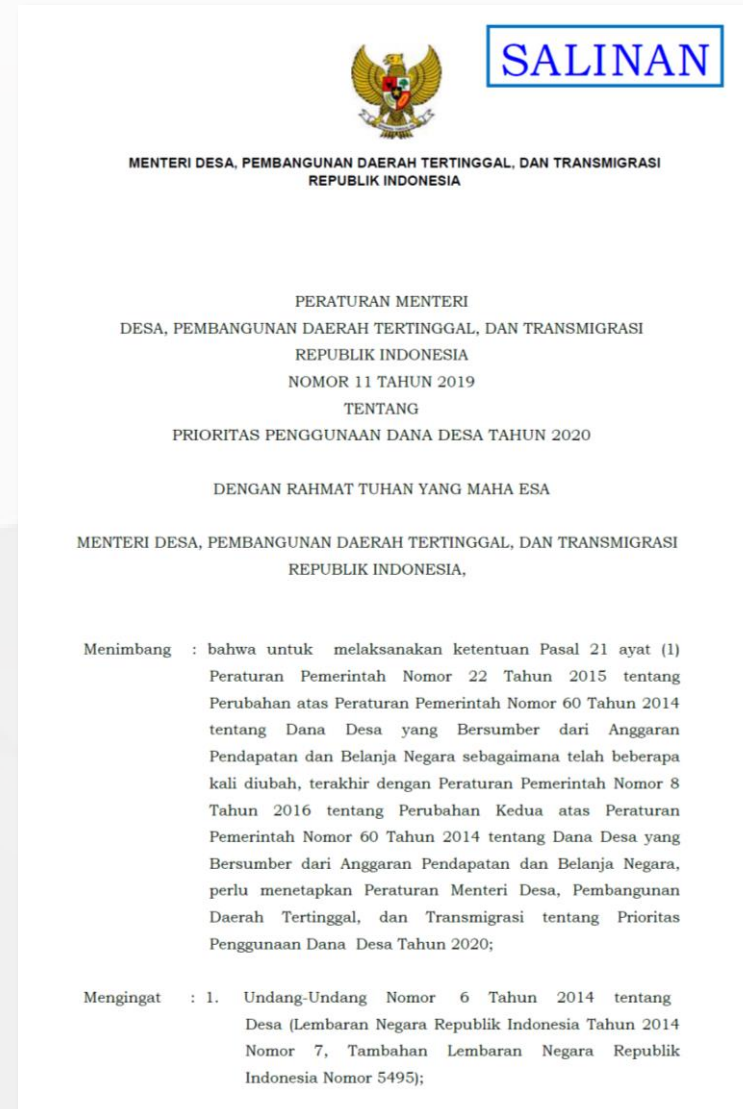 SALINAN
MENTERI DESA, PEMBANGUNAN DAERAH TERTINGGAL, DAN TRANSMIGRASI
REPUBLIK INDONESIA
PERATURAN MENTERI
DESA, PEMBANGUNAN DAERAH TERTINGGAL, DAN TRANSMIGRASI
REPUBLIK INDONESIA
NOMOR 11 TAHUN 2019
TENTANG
PRIORITAS PENGGUNAAN DANA DESA TAHUN 2020
DENGAN RAHMAT TUHAN YANG MAHA ESA
MENTERI DESA, PEMBANGUNAN DAERAH TERTINGGAL, DAN TRANSMIGRASI
REPUBLIK INDONESIA,
Menimbang : bahwa untuk melaksanakan ketentuan Pasal 21 ayat (1)
Peraturan Pemerintah Nomor 22 Tahun 2015 tentang
Perubahan atas Peraturan Pemerintah Nomor 60 Tahun 2014
tentang Dana Desa yang Bersumber dari Anggaran
Pendapatan dan Belanja Negara sebagaimana telah beberapa
kali diubah, terakhir dengan Peraturan Pemerintah Nomor 8
Tahun 2016 tentang Perubahan Kedua atas Peraturan
Pemerintah Nomor 60 Tahun 2014 tentang Dana Desa yang
Bersumber dari Anggaran Pendapatan dan Belanja Negara,
perlu menetapkan Peraturan Menteri Desa, Pembangunan
Daerah Tertinggal, dan Transmigrasi tentang Prioritas
Penggunaan Dana Desa Tahun 2020;
Mengingat : 1. Undang-Undang Nomor 6 Tahun 2014 tentang
Desa (Lembaran Negara Republik Indonesia Tahun 2014
Nomor 7, Tambahan Lembaran Negara Republik
Indonesia Nomor 5495);